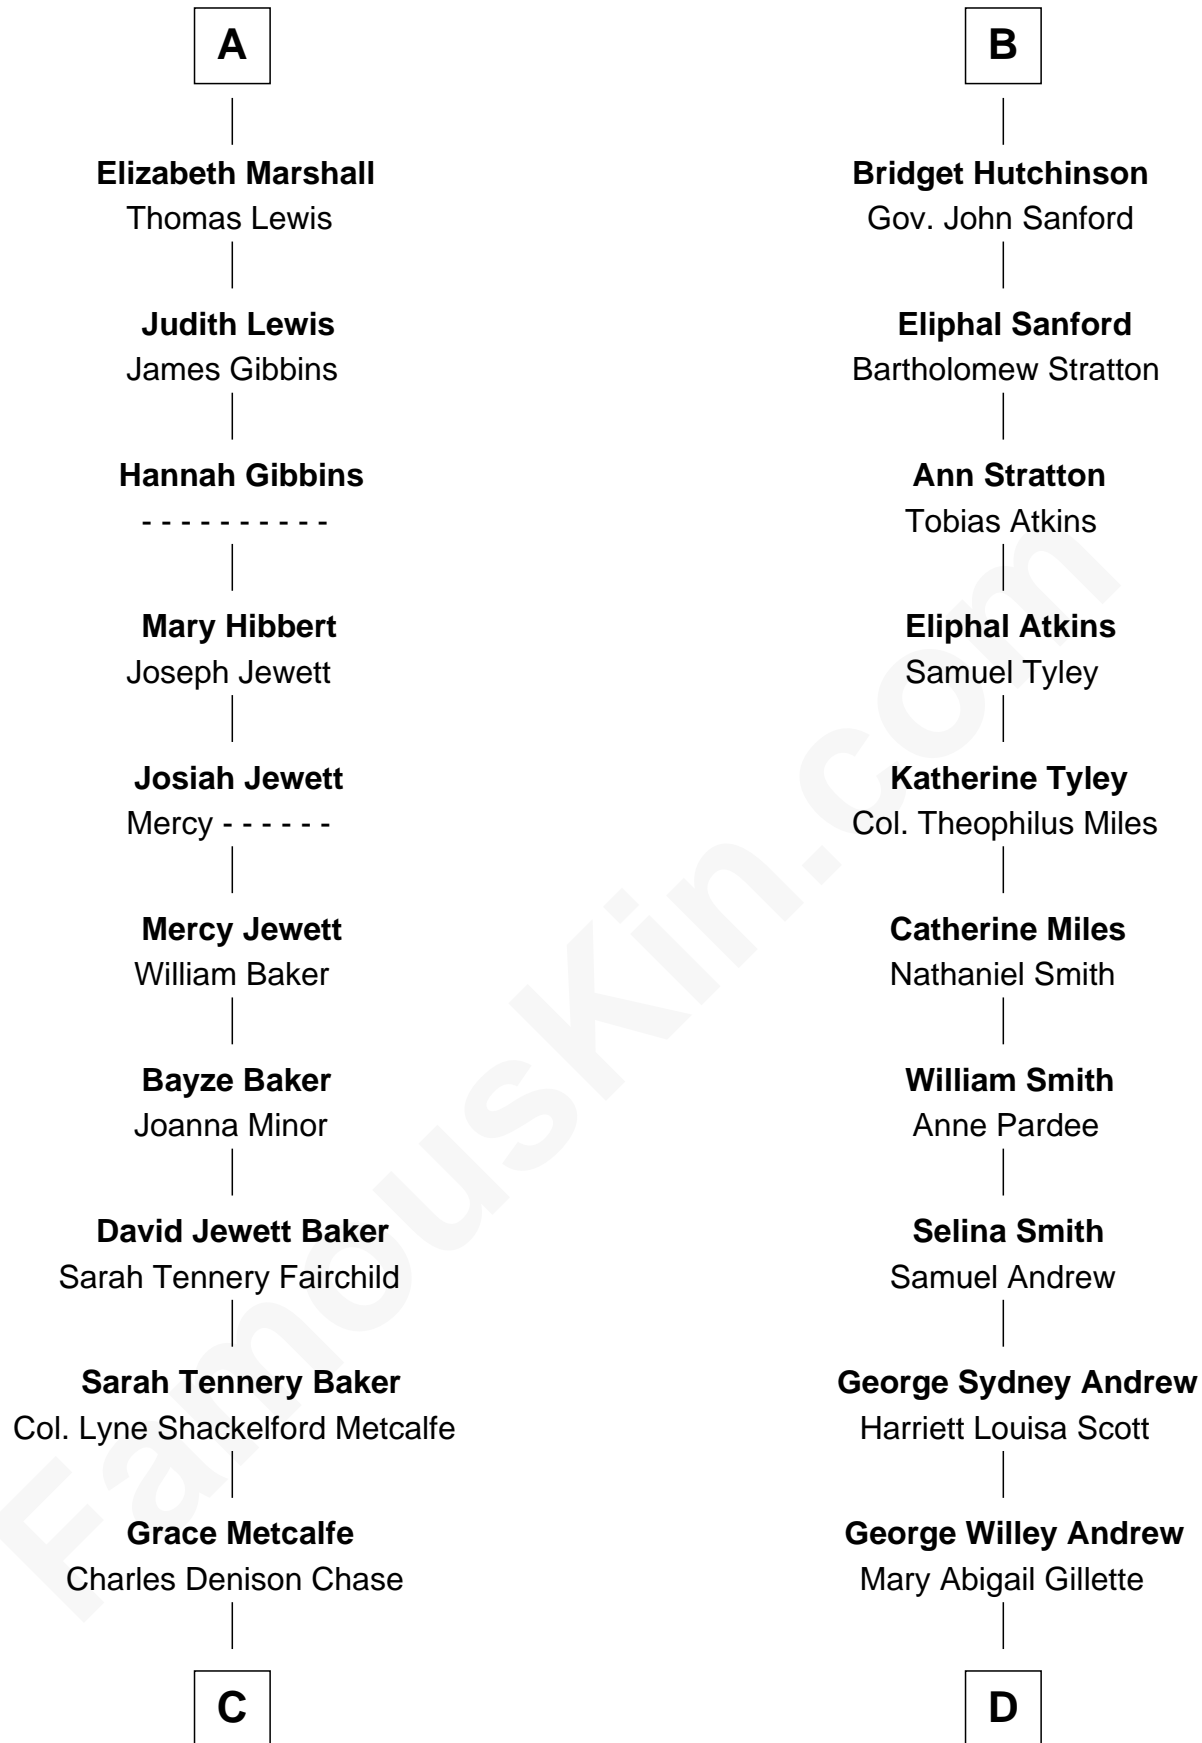 A
Elizabeth Marshall
Thomas Lewis
Judith Lewis
James Gibbins
Hannah Gibbins
- - - - - - - - - -
Mary Hibbert
Joseph Jewett
Josiah Jewett
Mercy - - - - - -
Mercy Jewett
William Baker
Bayze Baker
Joanna Minor
David Jewett Baker
Sarah Tennery Fairchild
Sarah Tennery Baker
Col. Lyne Shackelford Metcalfe
Grace Metcalfe
Charles Denison Chase
C
B
Bridget Hutchinson
Gov. John Sanford
Eliphal Sanford
Bartholomew Stratton
Ann Stratton
Tobias Atkins
Eliphal Atkins
Samuel Tyley
Katherine Tyley
Col. Theophilus Miles
Catherine Miles
Nathaniel Smith
William Smith
Anne Pardee
Selina Smith
Samuel Andrew
George Sydney Andrew
Harriett Louisa Scott
George Willey Andrew
Mary Abigail Gillette
D
FamousKin.com